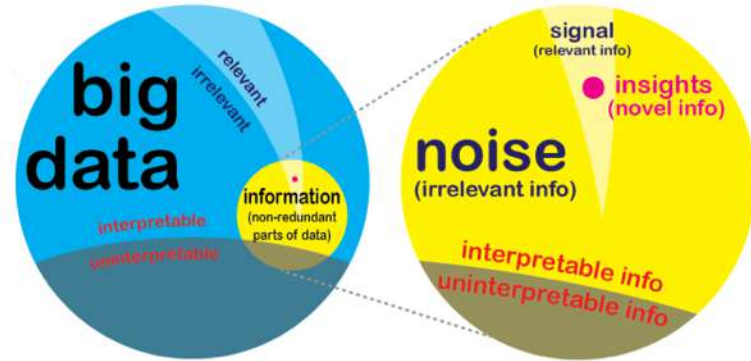 big
data
relevant
irrelevant
information
(non-redundant
parts of data)
interpretable
uninterpretable
signal
(relevant info)
insights
(novel info)
noise
(irrelevant info)
interpretable info
uninterpretable info